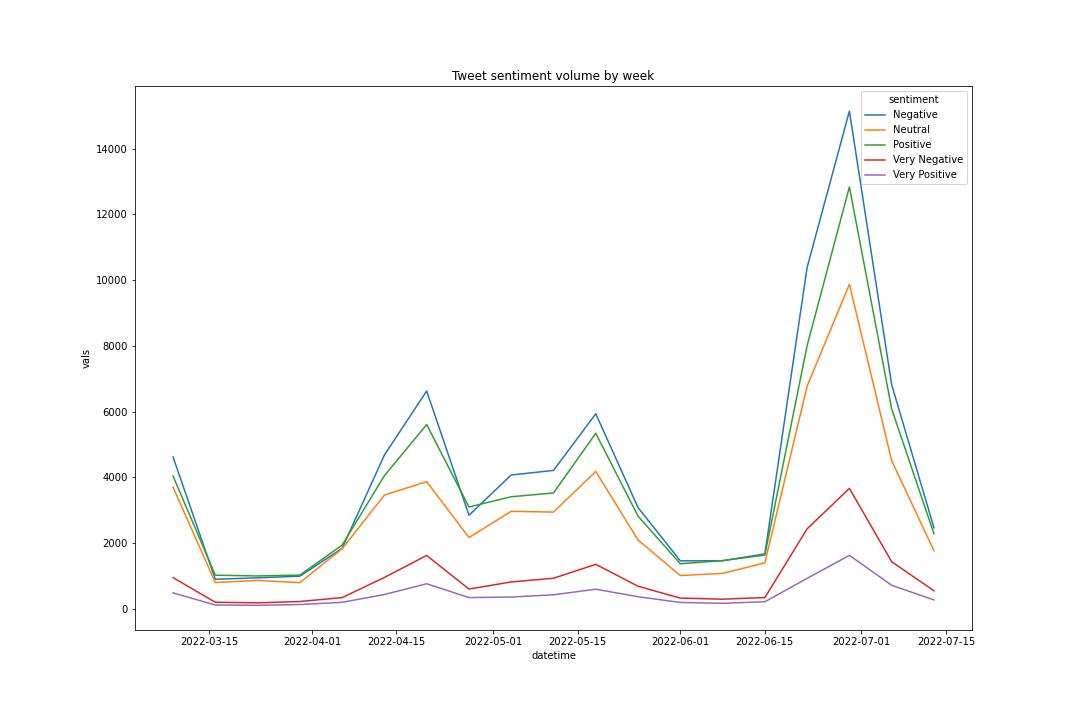 Tweet sentiment volume by week
sentiment
Negative
Neutral
Positive
Very Negative
Very Positive
14000
12000
10000
8000
6000
4000
2000
0
vals
2022-03-15 2022-04-01 2022-04-15 2022-05-01 2022-05-15 2022-06-01 2022-06-15 2022-07-01 2022-07-15
datetime